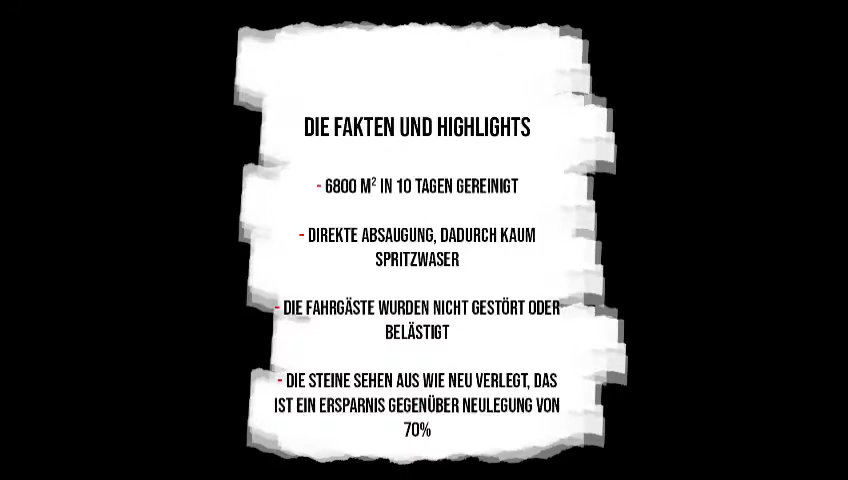 DIE FAKTEN UND HIGHLIGHTS
- 6800 M² IN 10 TAGEN GEREINIGT
- DIREKTE ABSAUGUNG, DADURCH KAUM
SPRITZWASER
- DIE FAHRGÄSTE WURDEN NICHT GESTÖRT ODER
BELÄSTIGT
- DIE STEINE SEHEN AUS WIE NEU VERLEGT, DAS
IST EIN ERSPARNIS GEGENÜBER NEULEGUNG VON
70%